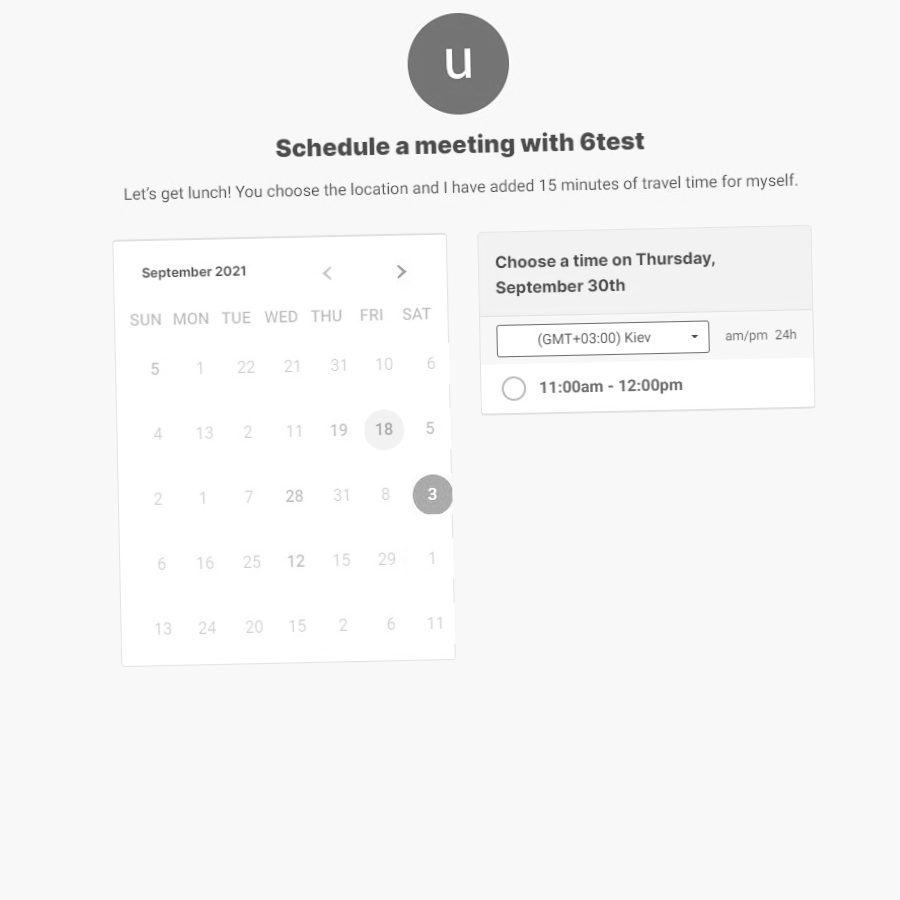 u
Schedule a meeting with 6test
Let's get lunch! You choose the location and I have added 15 minutes of travel time for myself.
September 2021
SUN MON TUE WED THU FRI SAT
5 1 22 21 31 10 6
4 13 2 11 19 18 5
2 1 7 28 31 8 3
6 16 25 12 15 29 1
13 24 20 15 2 6 11
Choose a time on Thursday,
September 30th
(GMT+03:00) Kiev am/pm 24h
11:00am - 12:00pm